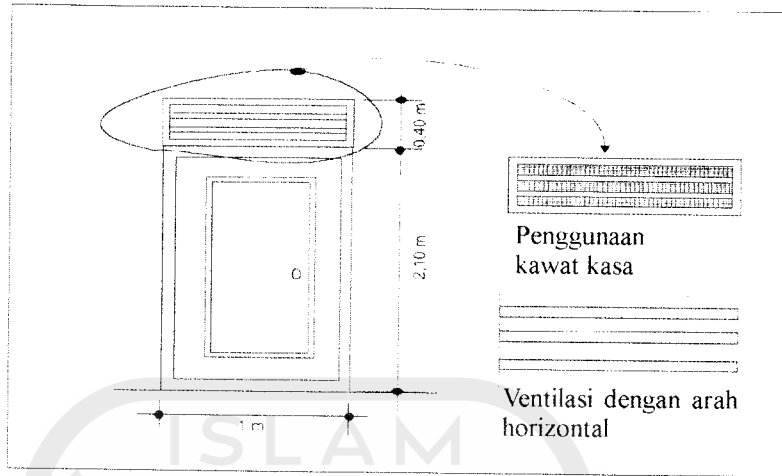 0,40 m
2,10 m
1 m
Penggunaan
kawat kasa
Ventilasi dengan arah
horizontal
ISLAM